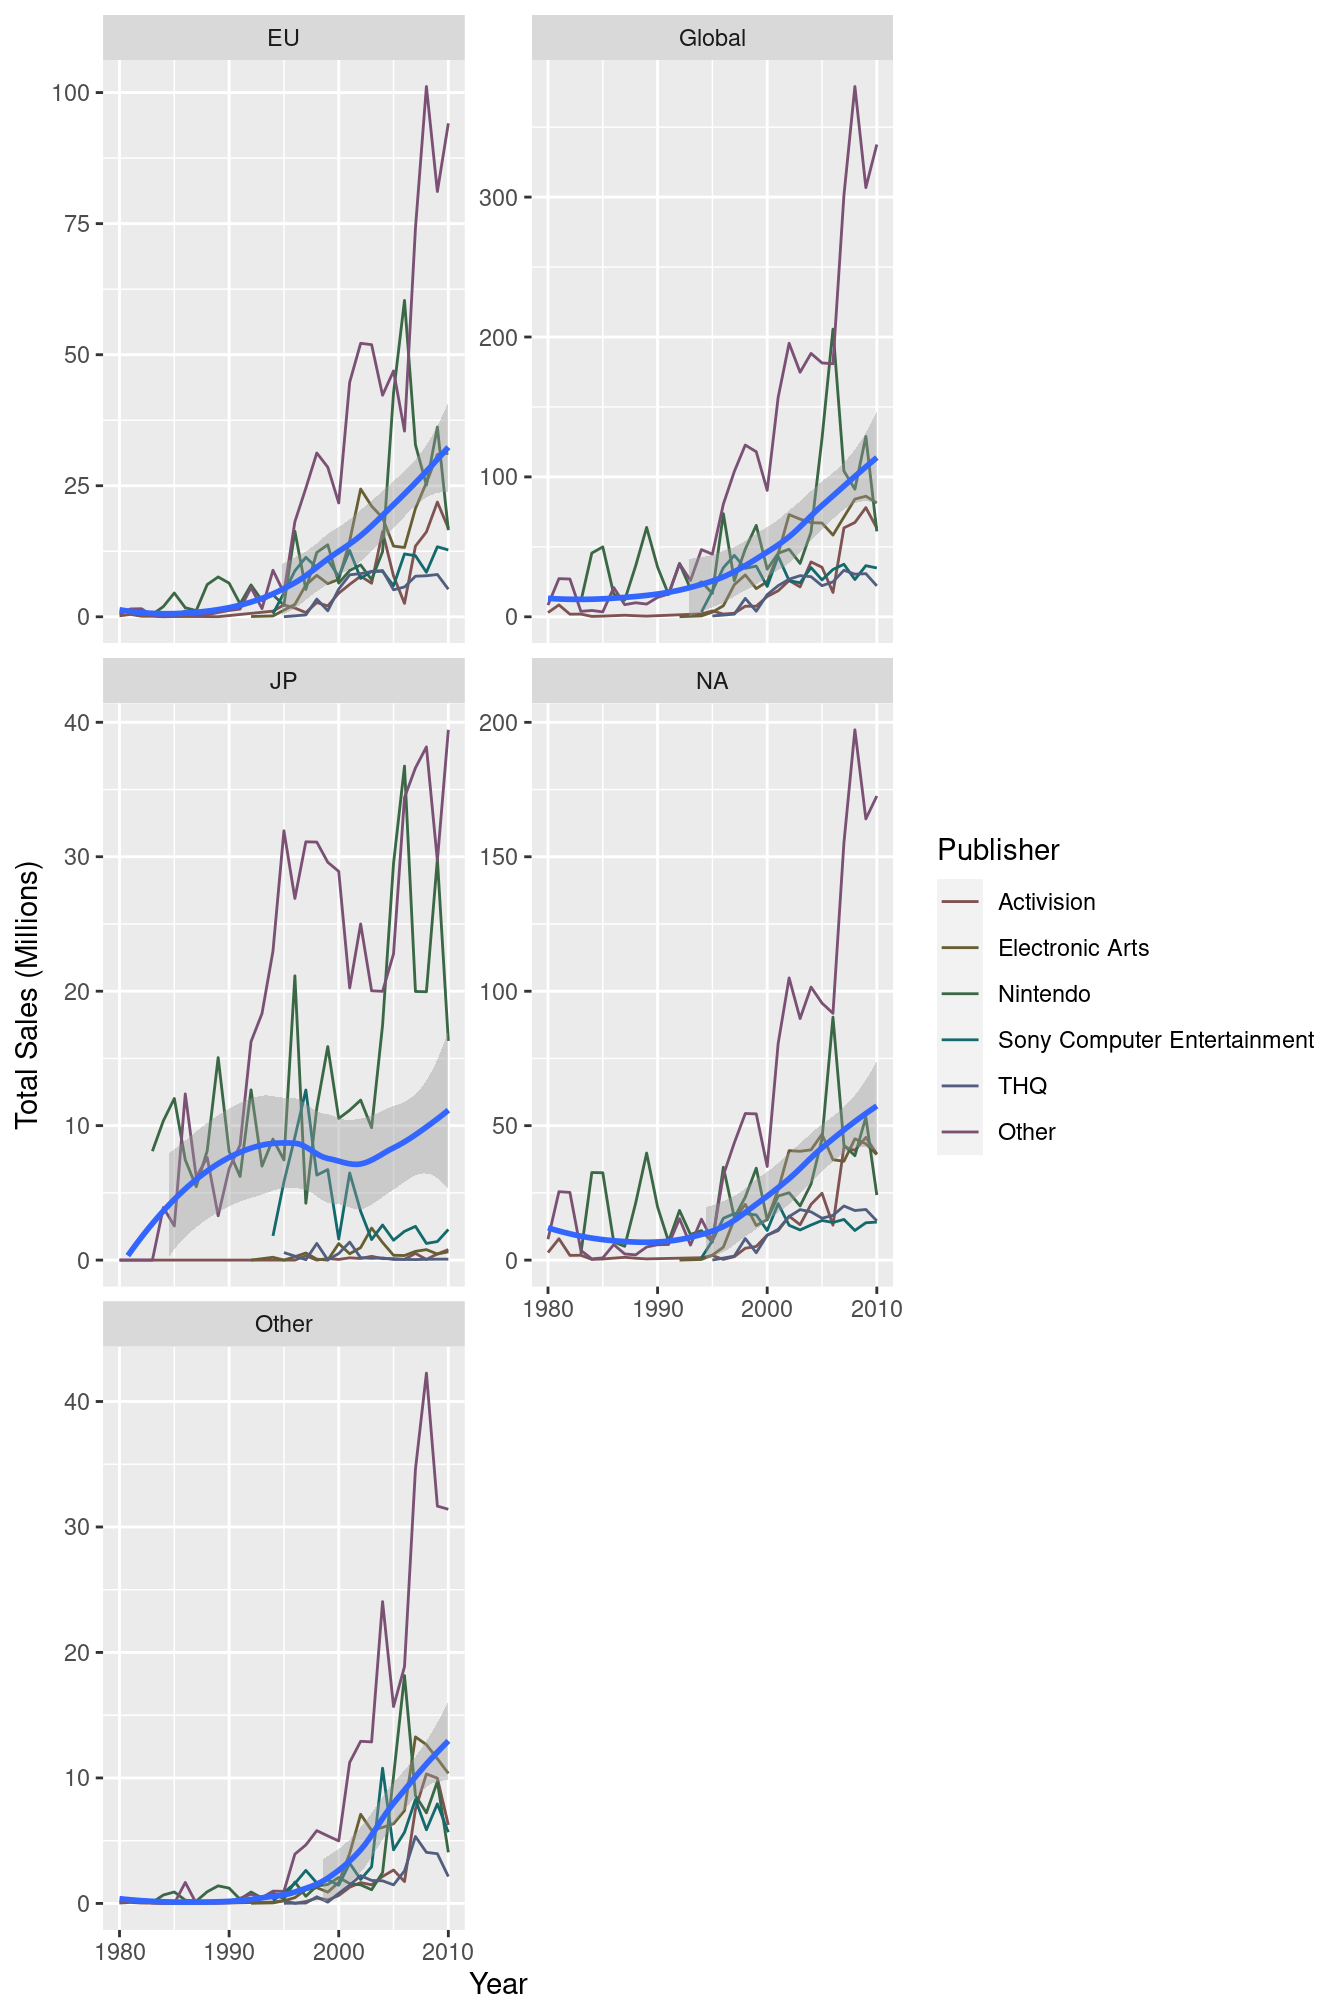 EU
Global
100
75
50
25
0
300
200
100
0
JP
NA
40
30
20
10
0
200
150
100
50
0
1980 1990 2000 2010
Other
40
30
20
10
0
1980 1990 2000 2010
Year
Total Sales (Millions)
Publisher
Activision
Electronic Arts
Nintendo
Sony Computer Entertainment
THQ
Other